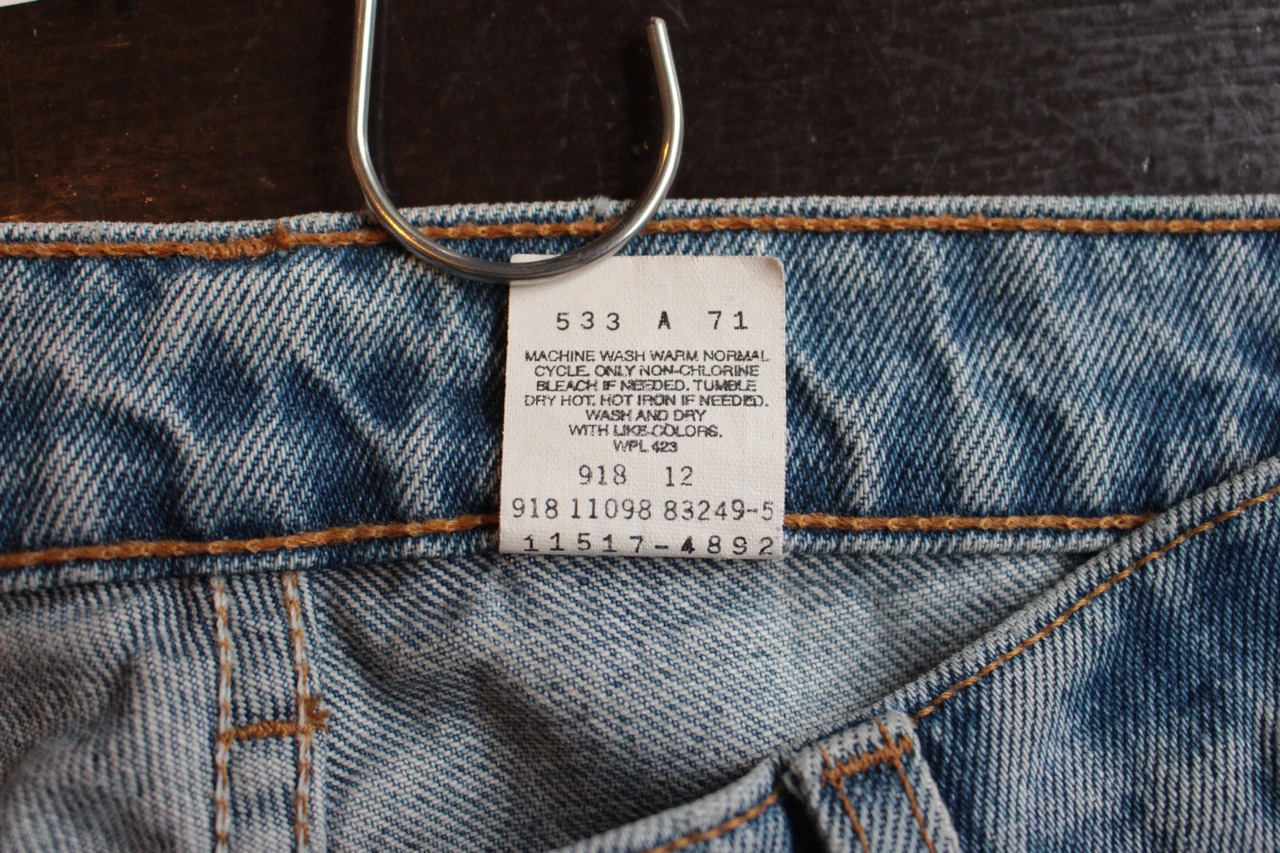 533 A 71
MACHINE WASH WARM NORMAL
CYCLE. ONLY NON-CHLORINE
BLEACH IF NEEDED. TUMBLE
DRY HOT. HOT IRON IF NEEDED.
WASH AND DRY
WITH LIKE COLORS.
WPL 423
918 12
918 11098 83249-5
11517-4892